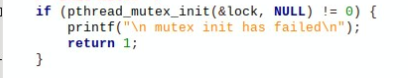 if (pthread_mutex_init(&lock, NULL) != 0) {
printf("\n mutex init has failed\n");
return 1;
}